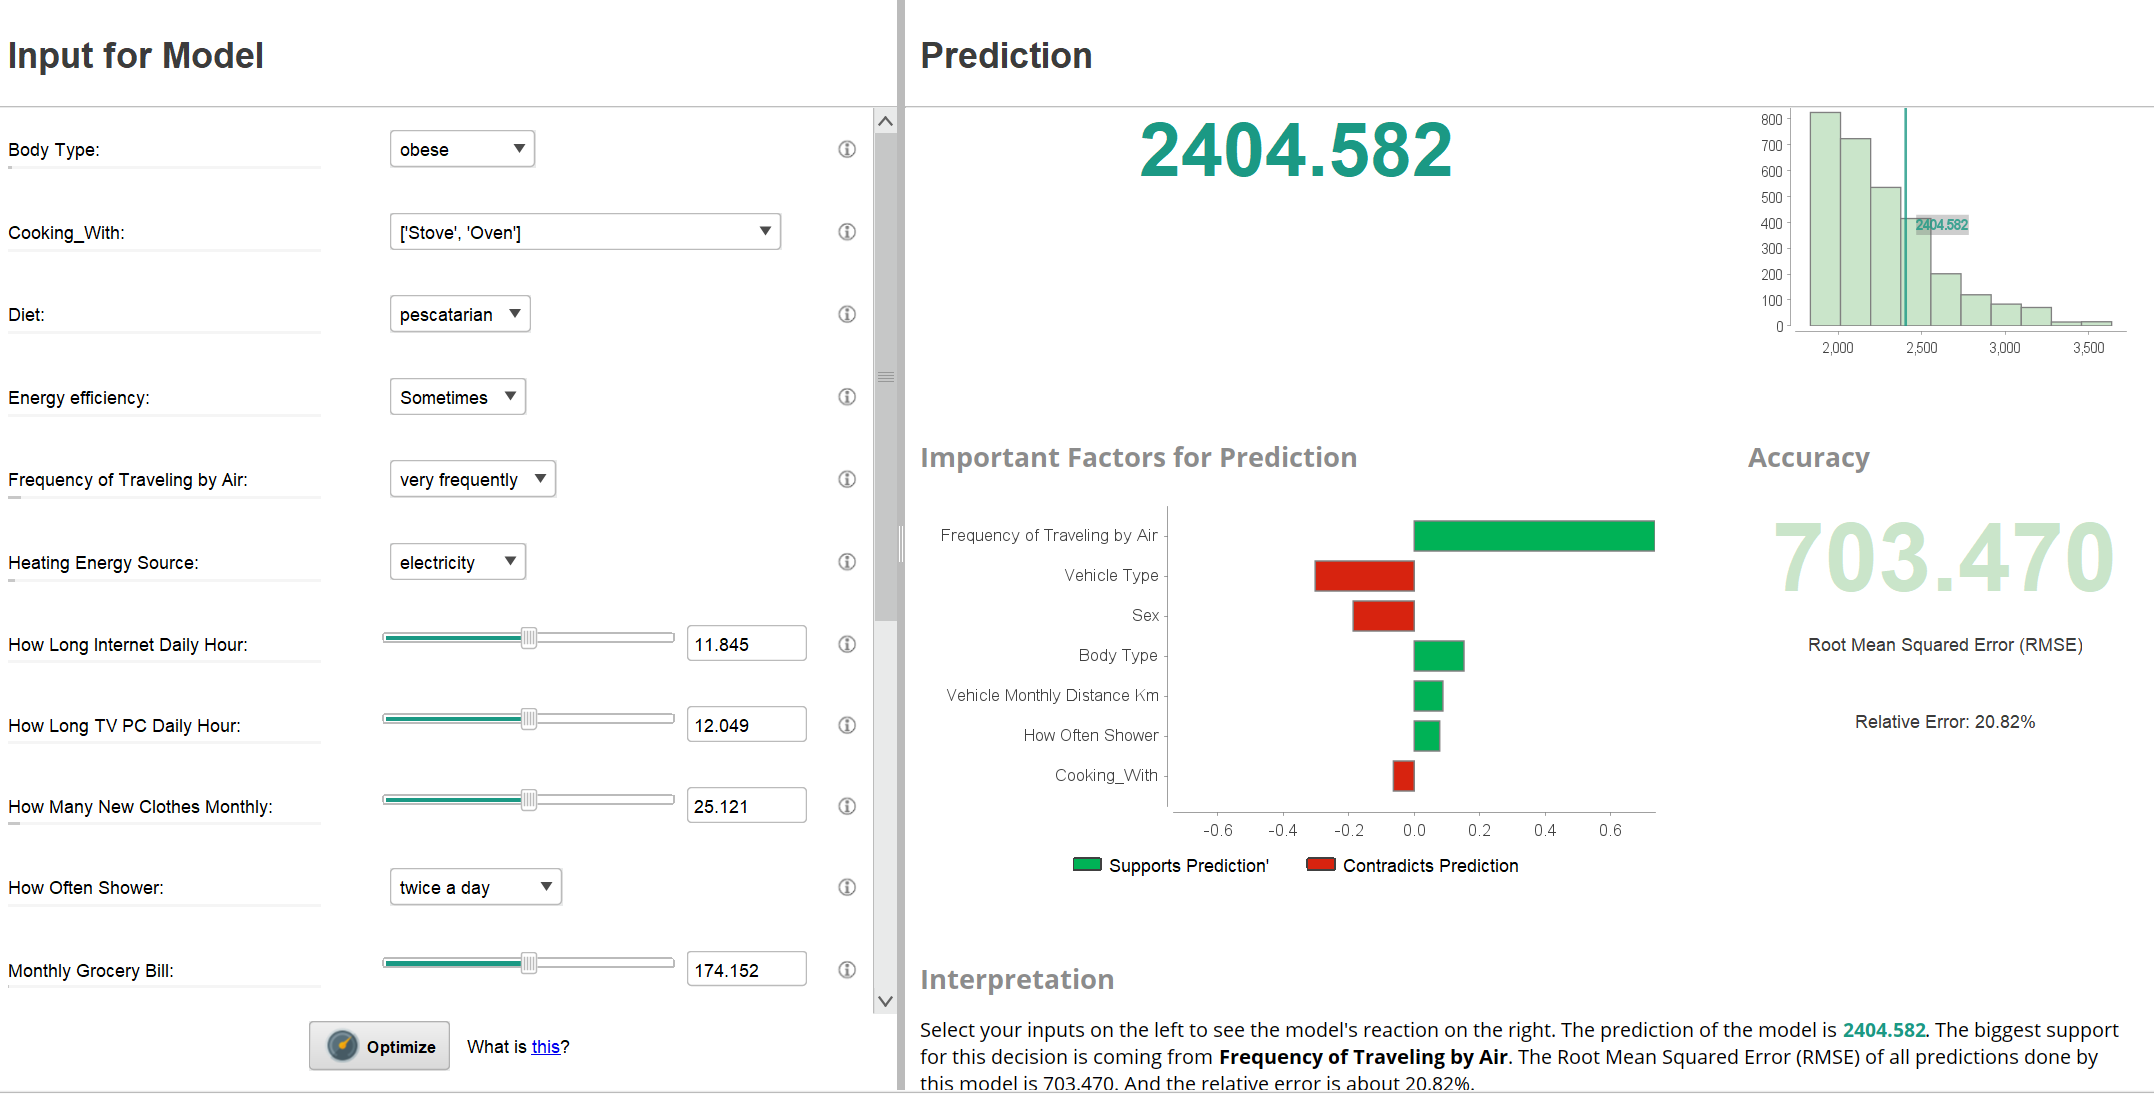 Input for Model
Body Type:
obese
Cooking_With:
['Stove', 'Oven']
Diet:
pescatarian
Energy efficiency:
Sometimes
Frequency of Traveling by Air:
very frequently
Heating Energy Source:
electricity
How Long Internet Daily Hour:
11.845
How Long TV PC Daily Hour:
12.049
How Many New Clothes Monthly:
25.121
How Often Shower:
twice a day
Monthly Grocery Bill:
174.152
Optimize
What is this?
Prediction
2404.582
800
700
600
500
400
300
200
100
0
2404.582
2,000
2,500
3,000
3,500
Important Factors for Prediction
Frequency of Traveling by Air
Vehicle Type
Sex
Body Type
Vehicle Monthly Distance Km
How Often Shower
Cooking_With
-0.6
-0.4
-0.2
0.0
0.2
0.4
0.6
Supports Prediction'
Contradicts Prediction
Accuracy
703.470
Root Mean Squared Error (RMSE)
Relative Error: 20.82%
Interpretation
Select your inputs on the left to see the model's reaction on the right. The prediction of the model is 2404.582. The biggest support
for this decision is coming from Frequency of Traveling by Air. The Root Mean Squared Error (RMSE) of all predictions done by
this model is 703.470. And the relative error is about 20.82%.